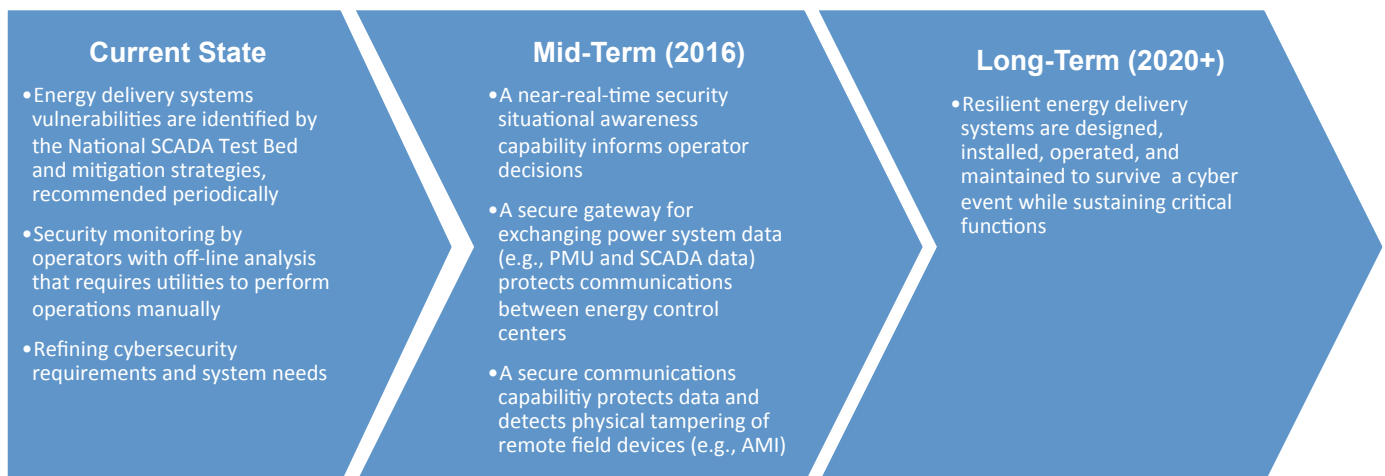 Current State
•Energy delivery systems
vulnerabilities are identified by
the National SCADA Test Bed
and mitigation strategies,
recommended periodically
•Security monitoring by
operators with off-line analysis
that requires utilities to perform
operations manually
•Refining cybersecurity
requirements and system needs
Mid-Term (2016)
•A near-real-time security
situational awareness
capability informs operator
decisions
•A secure gateway for
exchanging power system data
(e.g., PMU and SCADA data)
protects communications
between energy control
centers
•A secure communications
capabilitiy protects data and
detects physical tampering of
remote field devices (e.g., AMI)
Long-Term (2020+)
•Resilient energy delivery
systems are designed,
installed, operated, and
maintained to survive a cyber
event while sustaining critical
functions